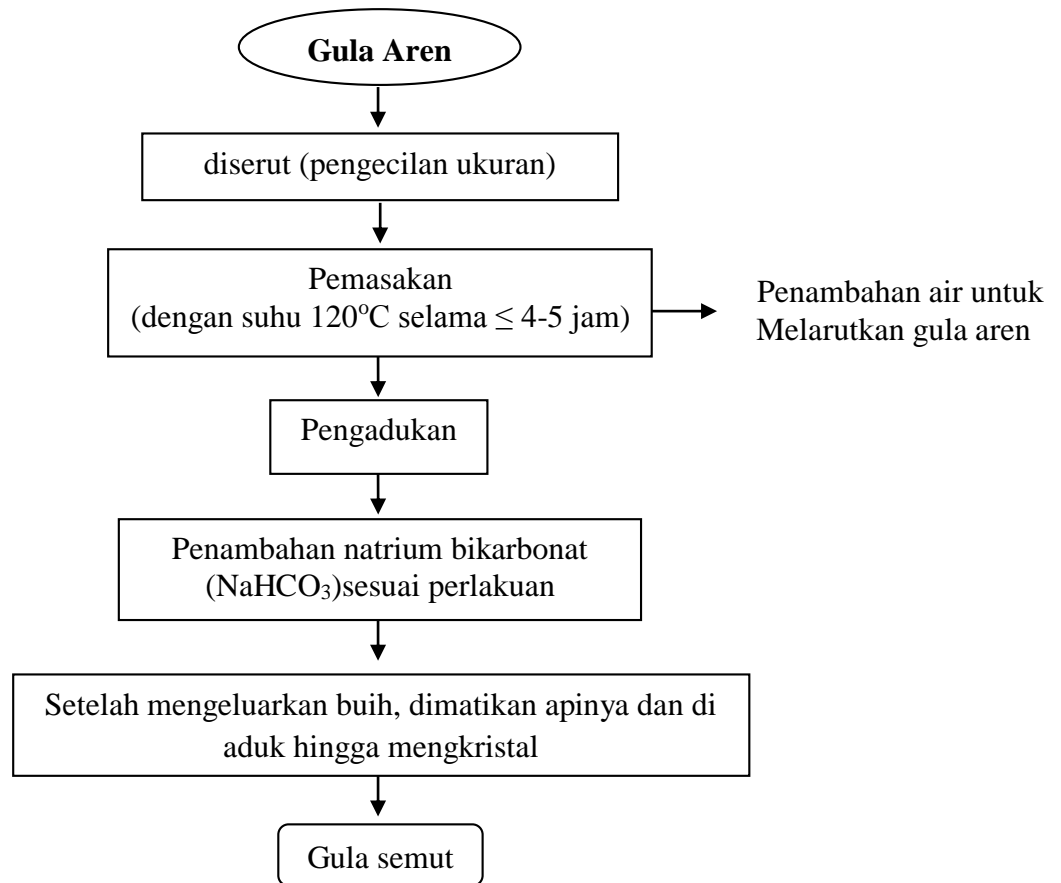 Gula Aren
diserut (pengecilan ukuran)
Pemasakan
(dengan suhu 120°C selama ≤ 4-5 jam)
Penambahan air untuk
Melarutkan gula aren
Pengadukan
Penambahan natrium bikarbonat
(NaHCO₃)sesuai perlakuan
Setelah mengeluarkan buih, dimatikan apinya dan di
aduk hingga mengkristal
Gula semut